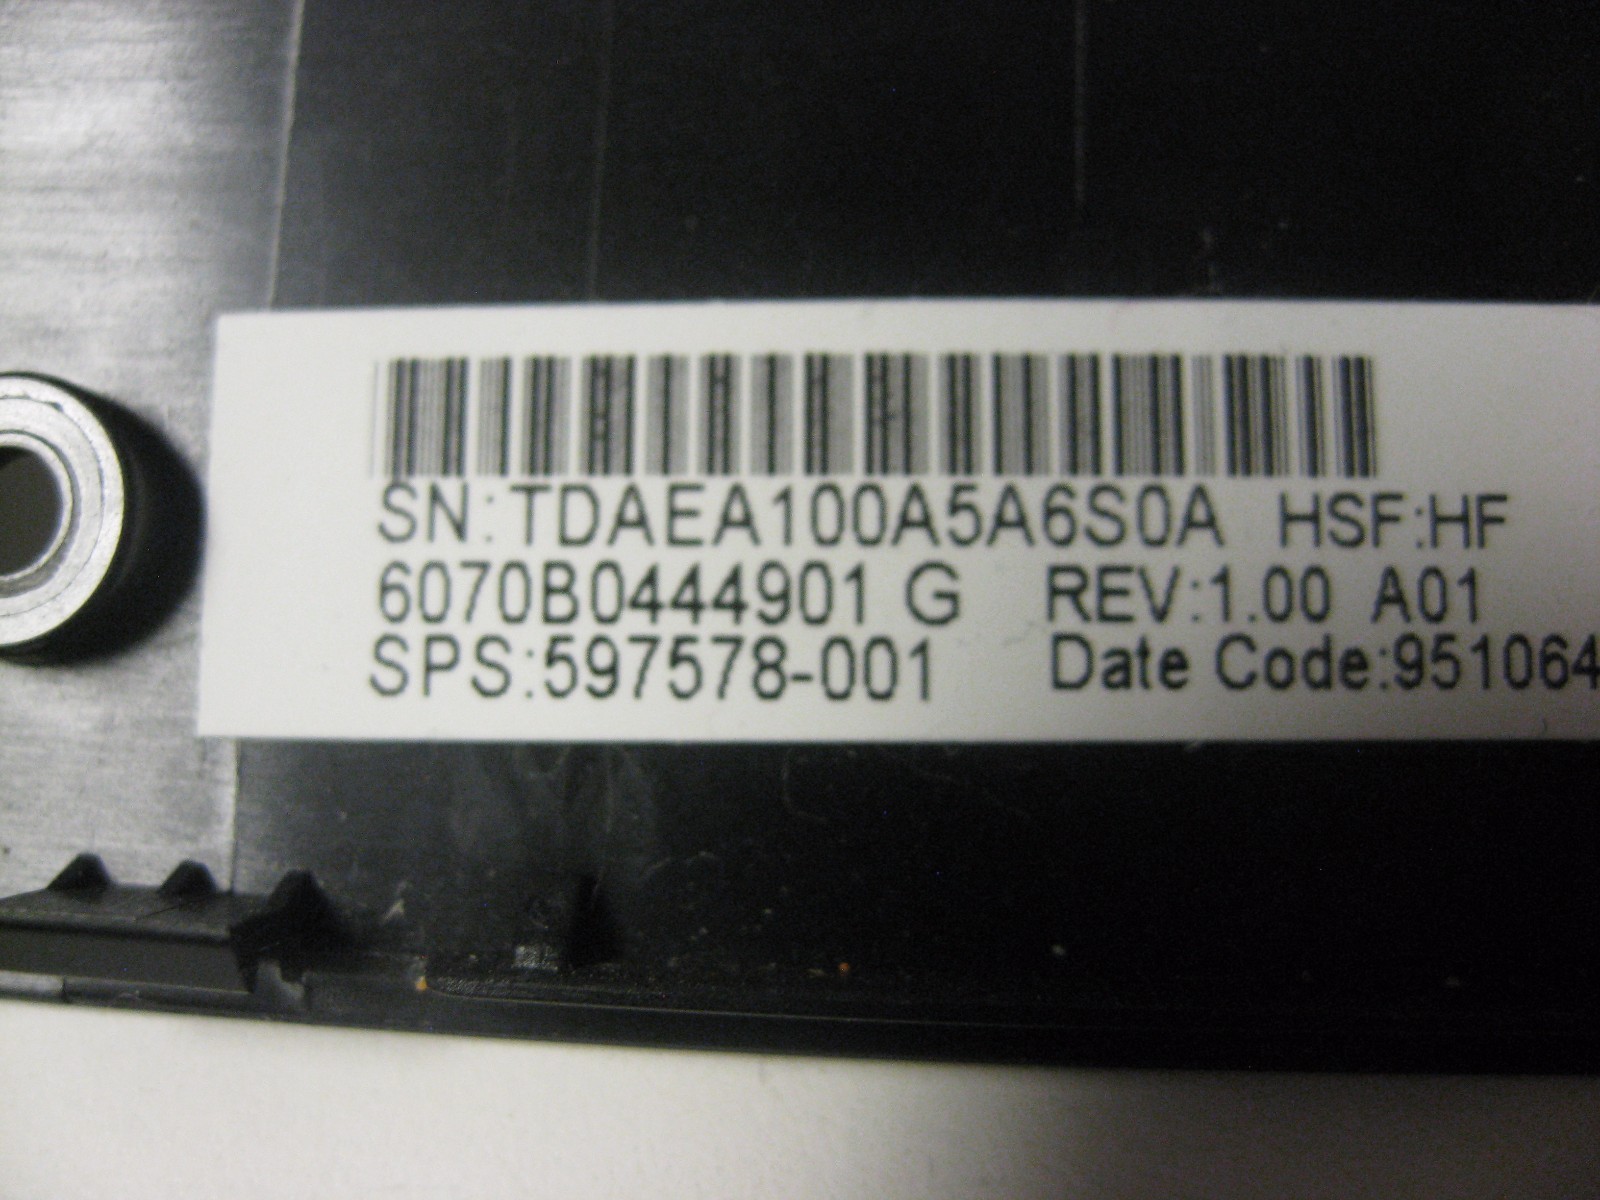 SN:TDAEA100A5A6S0A HSF:HF
6070B0444901 G REV:1.00 A01
SPS:597578-001 Date Code:951064